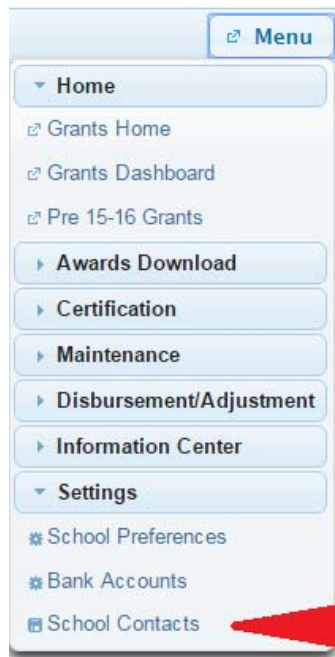 Menu
Home
Grants Home
Grants Dashboard
Pre 15-16 Grants
Awards Download
Certification
Maintenance
Disbursement/Adjustment
Information Center
Settings
School Preferences
Bank Accounts
School Contacts